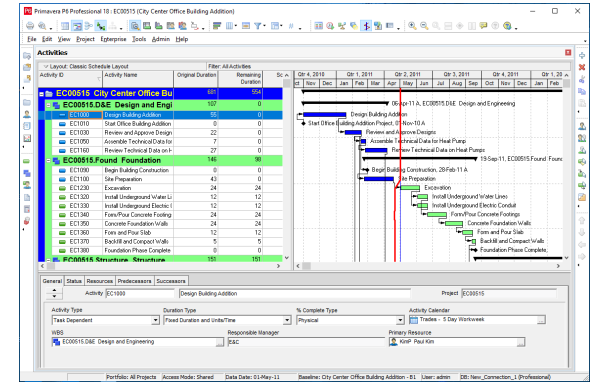 Primavera P6 Professional 18 : EC00515 (City Center Office Building Addition)
File Edit View Project Enterprise Tools Admin Help
Activities
Layout: Classic Schedule Layout Filter: All Activities
Activity ID Activity Name Original Duration Remaining Duration Sc
Qtr 4, 2010 Qtr 1, 2011 Qtr 2, 2011 Qtr 3, 2011 Qtr 4, 2011 Qtr 1, 20
ct Nov Dec Jan Feb Mar Apr May Jun Jul Aug Sep Oct Nov Dec Jan Feb Mar
EC00515 City Center Office Bu 681 554
EC00515.D&E Design and Engi 107 0 06-Apr-11 A, EC00515.D&E Design and Engineering
EC1000 Design Building Addition 55 0 Design Building Addition
EC1010 Start Office Building Addition 0 0 Start Office Building Addition Project, 01-Nov-10 A
EC1030 Review and Approve Design 22 0 Review and Approve Designs
EC1050 Assemble Technical Data for 7 0 Assemble Technical Data for Heat Pump
EC1160 Review Technical Data on H 27 0 Review Technical Data on Heat Pumps
EC00515.Found Foundation 146 98 19-Sep-11, EC00515.Found Found
EC1090 Begin Building Construction 0 0 Begin Building Construction, 28-Feb-11 A
EC1100 Site Preparation 43 0 Site Preparation
EC1230 Excavation 24 24 Excavation
EC1320 Install Underground Water Li 12 12 Install Underground Water Lines
EC1330 Install Underground Electric C 12 12 Install Underground Electric Conduit
EC1340 Form/Pour Concrete Footing 24 24 Form/Pour Concrete Footings
EC1350 Concrete Foundation Walls 24 24 Concrete Foundation Walls
EC1360 Form and Pour Slab 12 12 Form and Pour Slab
EC1370 Backfill and Compact Walls 5 5 Backfill and Compact Walls
EC1380 Foundation Phase Complete 0 0 Foundation Phase Complete,
EC00515.Structure Structure 151 151
General Status Resources Predecessors Successors
Activity EC1000 Design Building Addition Project EC00515
Activity Type Duration Type % Complete Type Activity Calendar
Task Dependent Fixed Duration and Units/Time Physical Trades - 5 Day Workweek
WBS Responsible Manager Primary Resource
EC00515.D&E Design and Engineering E&C KimP Paul Kim
Portfolio: All Projects Access Mode: Shared Data Date: 01-May-11 Baseline: City Center Office Building Addition - B1 User: admin DB: New_Connection_1 (Professional)